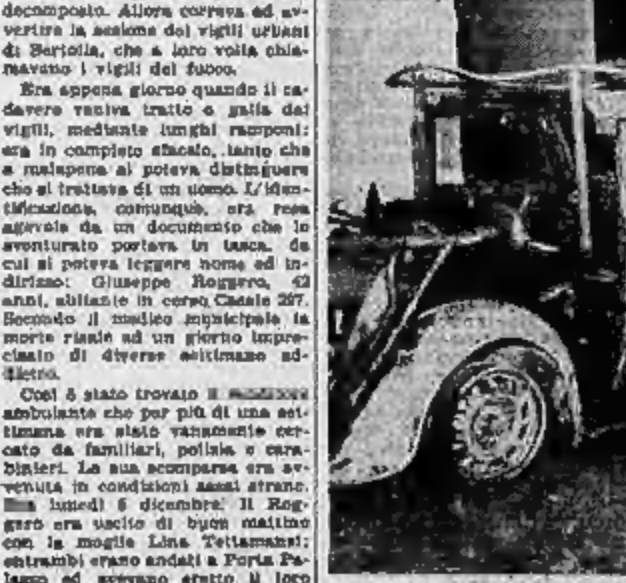 decomposto. Allora correva ad av-
vertire la sezione dei vigili urbani
di Bertolla, che a loro volta chia-
mavano i vigili del fuoco.
Era appena giorno quando il ca-
davere veniva tratto a galla dai
vigili, mediante lunghi ramponi:
era in completo sfacelo, tanto che
a malapena si poteva distinguere
che si trattava di un uomo. L'iden-
tificazione, comunque, era resa
agevole da un documento che lo
sventurato portava in tasca, da
cui si poteva leggere nome ed in-
dirizzo: Giuseppe Roggero, 42
anni, abitante in corso Casale 297.
Secondo il medico municipale la
morte risale ad un giorno impre-
cisato di diverse settimane ad-
dietro.
Così è stato trovato il
ambulante che per più di una set-
timana era stato vanamente cer-
cato da familiari, polizia e cara-
binieri. La sua scomparsa era av-
venuta in condizioni assai strane.
lunedì 6 dicembre. Il Rog-
gero era uscito di buon mattino
con la moglie Lina Tettamanzi;
entrambi erano andati a Porta Pa-
lazzo ed avevano eretto il loro